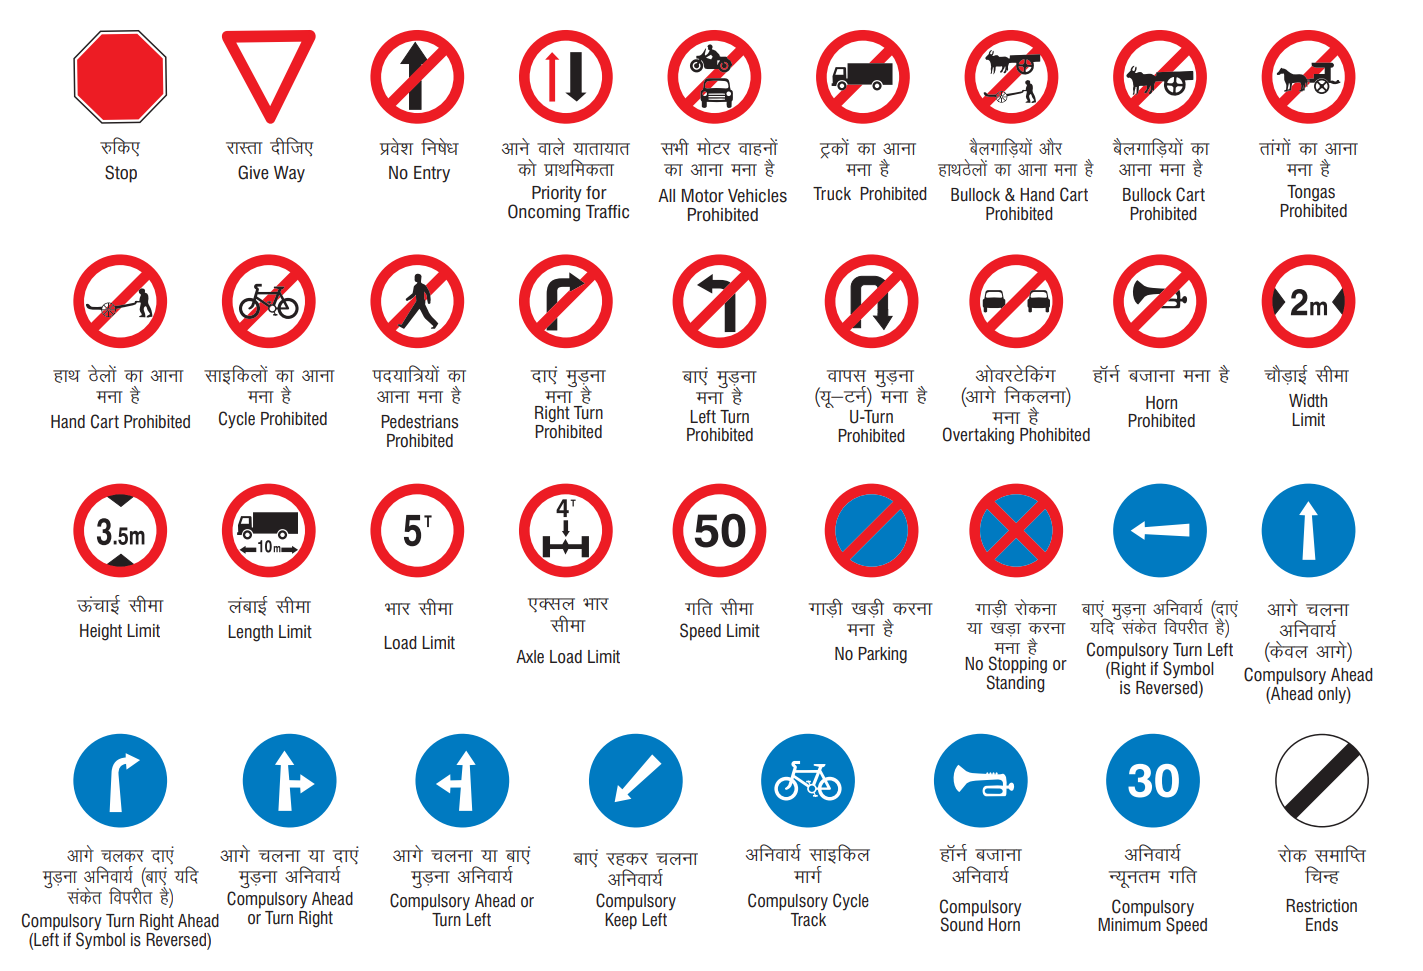 रुकिए
Stop
रास्ता दीजिए
Give Way
प्रवेश निषेध
No Entry
आने वाले यातायात
को प्राथमिकता
Priority for
Oncoming Traffic
सभी मोटर वाहनों
का आना मना है
All Motor Vehicles
Prohibited
ट्रकों का आना
मना है
Truck Prohibited
बैलगाड़ियों और
हाथठेलों का आना मना है
Bullock & Hand Cart
Prohibited
बैलगाड़ियों का
आना मना है
Bullock Cart
Prohibited
तांगों का आना
मना है
Tongas
Prohibited
हाथ ठेलों का आना
मना है
Hand Cart Prohibited
साइकिलों का आना
मना है
Cycle Prohibited
पदयात्रियों का
आना मना है
Pedestrians
Prohibited
दाएं मुड़ना
मना है
Right Turn
Prohibited
बाएं मुड़ना
मना है
Left Turn
Prohibited
वापस मुड़ना
(यू–टर्न) मना है
U-Turn
Prohibited
ओवरटेकिंग
(आगे निकलना)
मना है
Overtaking Phohibited
हॉर्न बजाना मना है
Horn
Prohibited
2m
चौड़ाई सीमा
Width
Limit
3.5m
ऊंचाई सीमा
Height Limit
10m
लंबाई सीमा
Length Limit
5T
भार सीमा
Load Limit
4T
एक्सल भार
सीमा
Axle Load Limit
50
गति सीमा
Speed Limit
गाड़ी खड़ी करना
मना है
No Parking
गाड़ी रोकना
या खड़ा करना
मना है
No Stopping or
Standing
बाएं मुड़ना अनिवार्य (दाएं
यदि संकेत विपरीत है)
Compulsory Turn Left
(Right if Symbol
is Reversed)
आगे चलना
अनिवार्य
(केवल आगे)
Compulsory Ahead
(Ahead only)
आगे चलकर दाएं
मुड़ना अनिवार्य (बाएं यदि
संकेत विपरीत है)
Compulsory Turn Right Ahead
(Left if Symbol is Reversed)
आगे चलना या दाएं
मुड़ना अनिवार्य
Compulsory Ahead
or Turn Right
आगे चलना या बाएं
मुड़ना अनिवार्य
Compulsory Ahead or
Turn Left
बाएं रहकर चलना
अनिवार्य
Compulsory
Keep Left
अनिवार्य साइकिल
मार्ग
Compulsory Cycle
Track
हॉर्न बजाना
अनिवार्य
Compulsory
Sound Horn
30
अनिवार्य
न्यूनतम गति
Compulsory
Minimum Speed
रोक समाप्ति
चिन्ह
Restriction
Ends